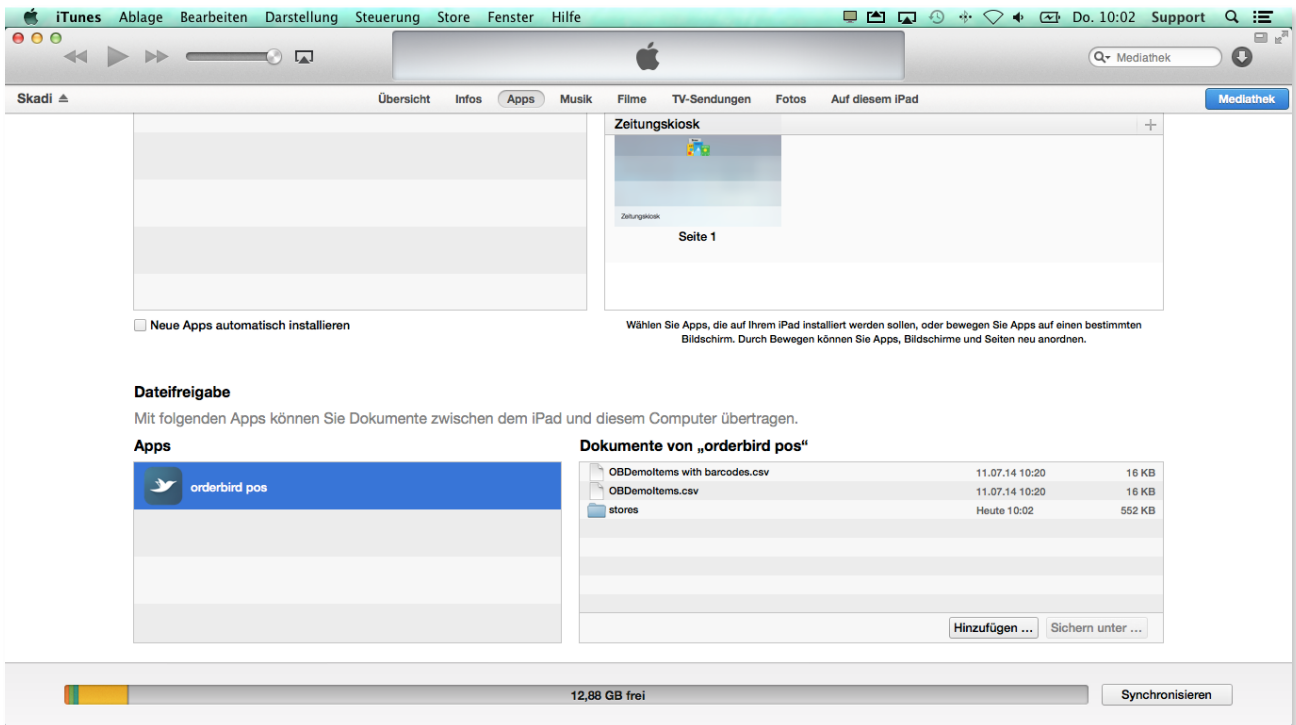 iTunes Ablage Bearbeiten Darstellung Steuerung Store Fenster Hilfe Do. 10:02 Support
Mediathek
Skadi Übersicht Infos Apps Musik Filme TV-Sendungen Fotos Auf diesem iPad Mediathek
Zeitungskiosk
Zeitungskiosk
Seite 1
Neue Apps automatisch installieren
Wählen Sie Apps, die auf Ihrem iPad installiert werden sollen, oder bewegen Sie Apps auf einen bestimmten
Bildschirm. Durch Bewegen können Sie Apps, Bildschirme und Seiten neu anordnen.
Dateifreigabe
Mit folgenden Apps können Sie Dokumente zwischen dem iPad und diesem Computer übertragen.
Apps
orderbird pos
Dokumente von „orderbird pos“
OBDemoItems with barcodes.csv 11.07.14 10:20 16 KB
OBDemoItems.csv 11.07.14 10:20 16 KB
stores Heute 10:02 552 KB
Hinzufügen ... Sichern unter ...
12,88 GB frei Synchronisieren